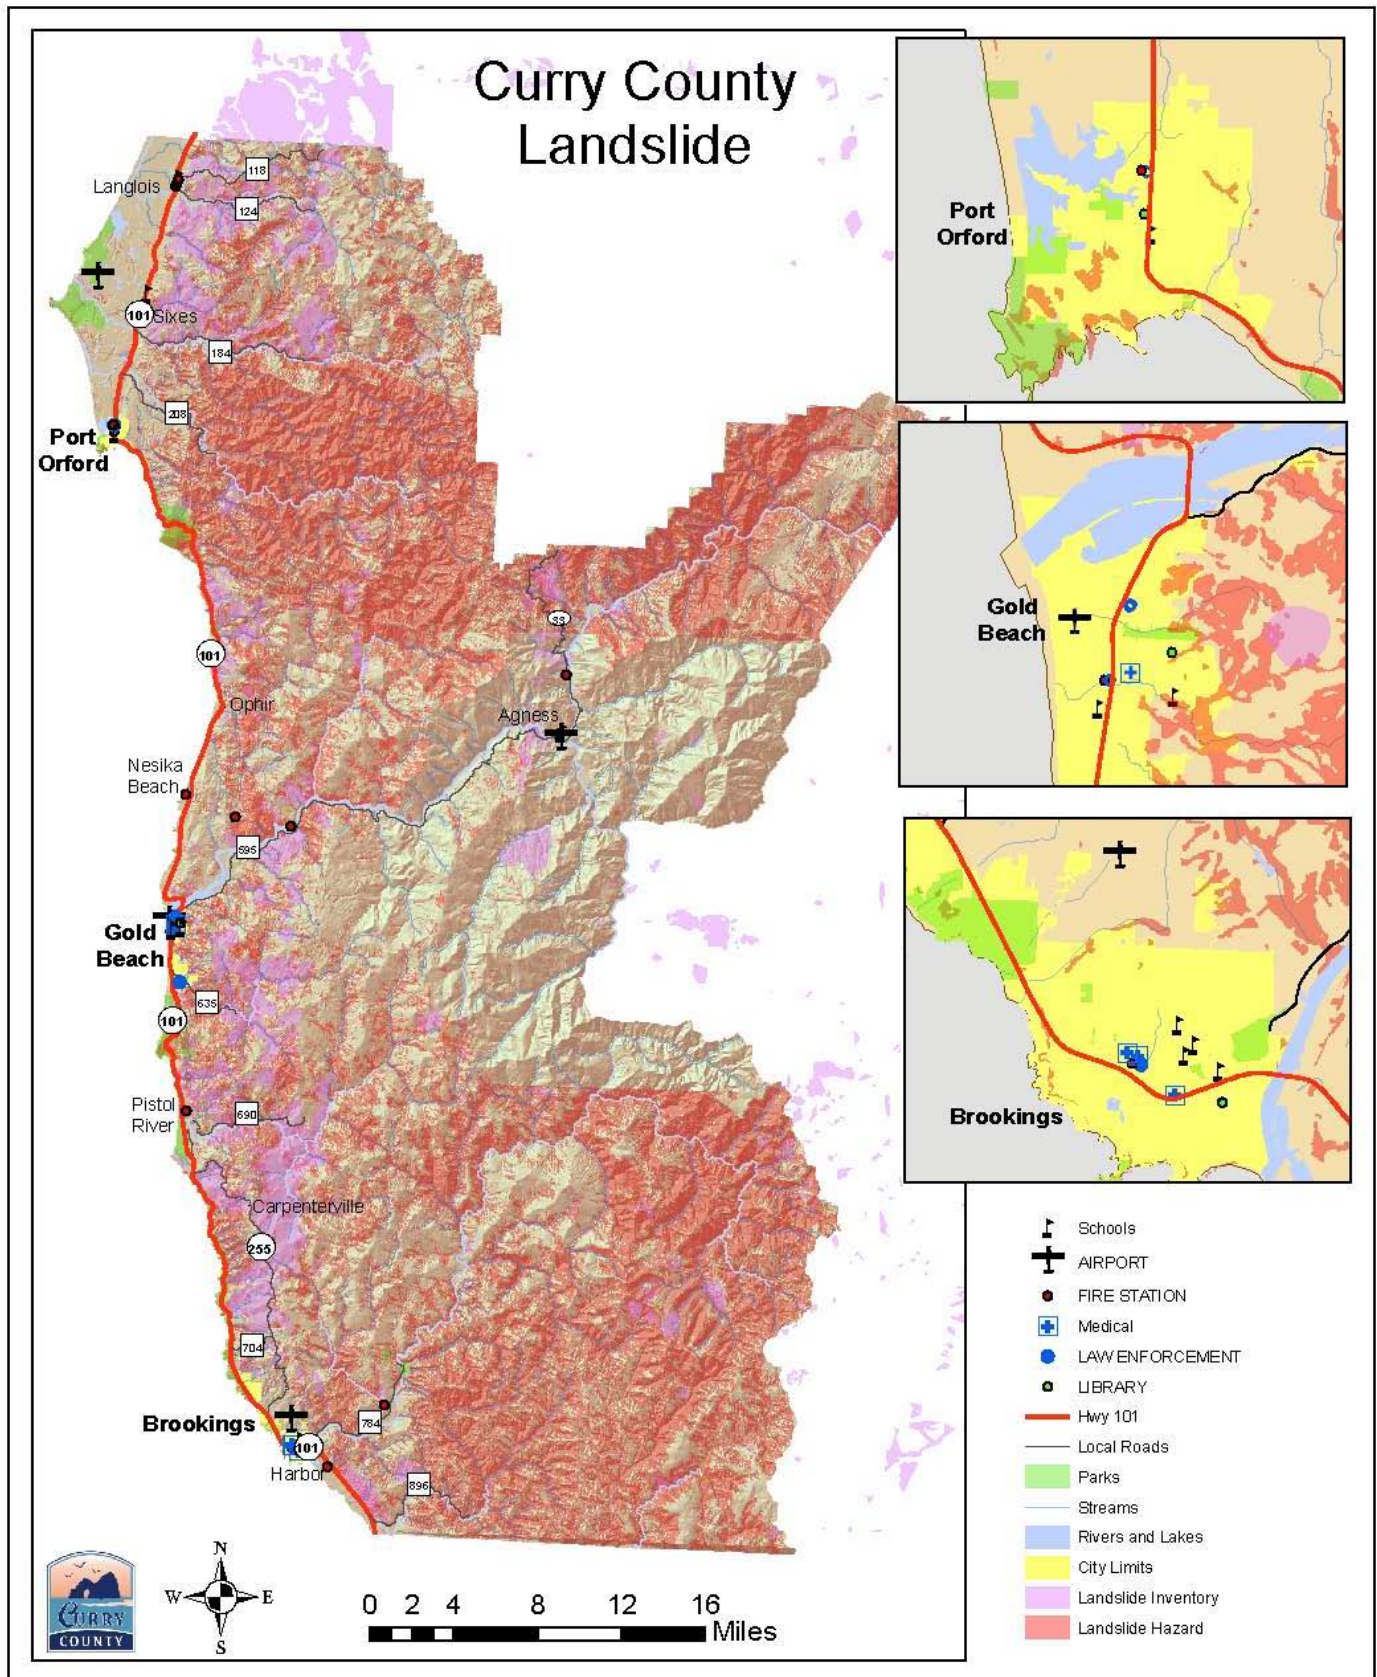 Curry County
Landslide
Langlois
118
124
101
Sixes
184
208
Port
Orford
101
Ophir
33
Agness
Nesika
Beach
595
Gold
Beach
635
101
Pistol
River
690
Carpenterville
255
704
Brookings
784
101
Harbor
896
Port
Orford
Gold
Beach
Brookings
Schools
AIRPORT
FIRE STATION
Medical
LAW ENFORCEMENT
LIBRARY
Hwy 101
Local Roads
Parks
Streams
Rivers and Lakes
City Limits
Landslide Inventory
Landslide Hazard
CURRY
COUNTY
N
W E
S
0 2 4 8 12 16
Miles